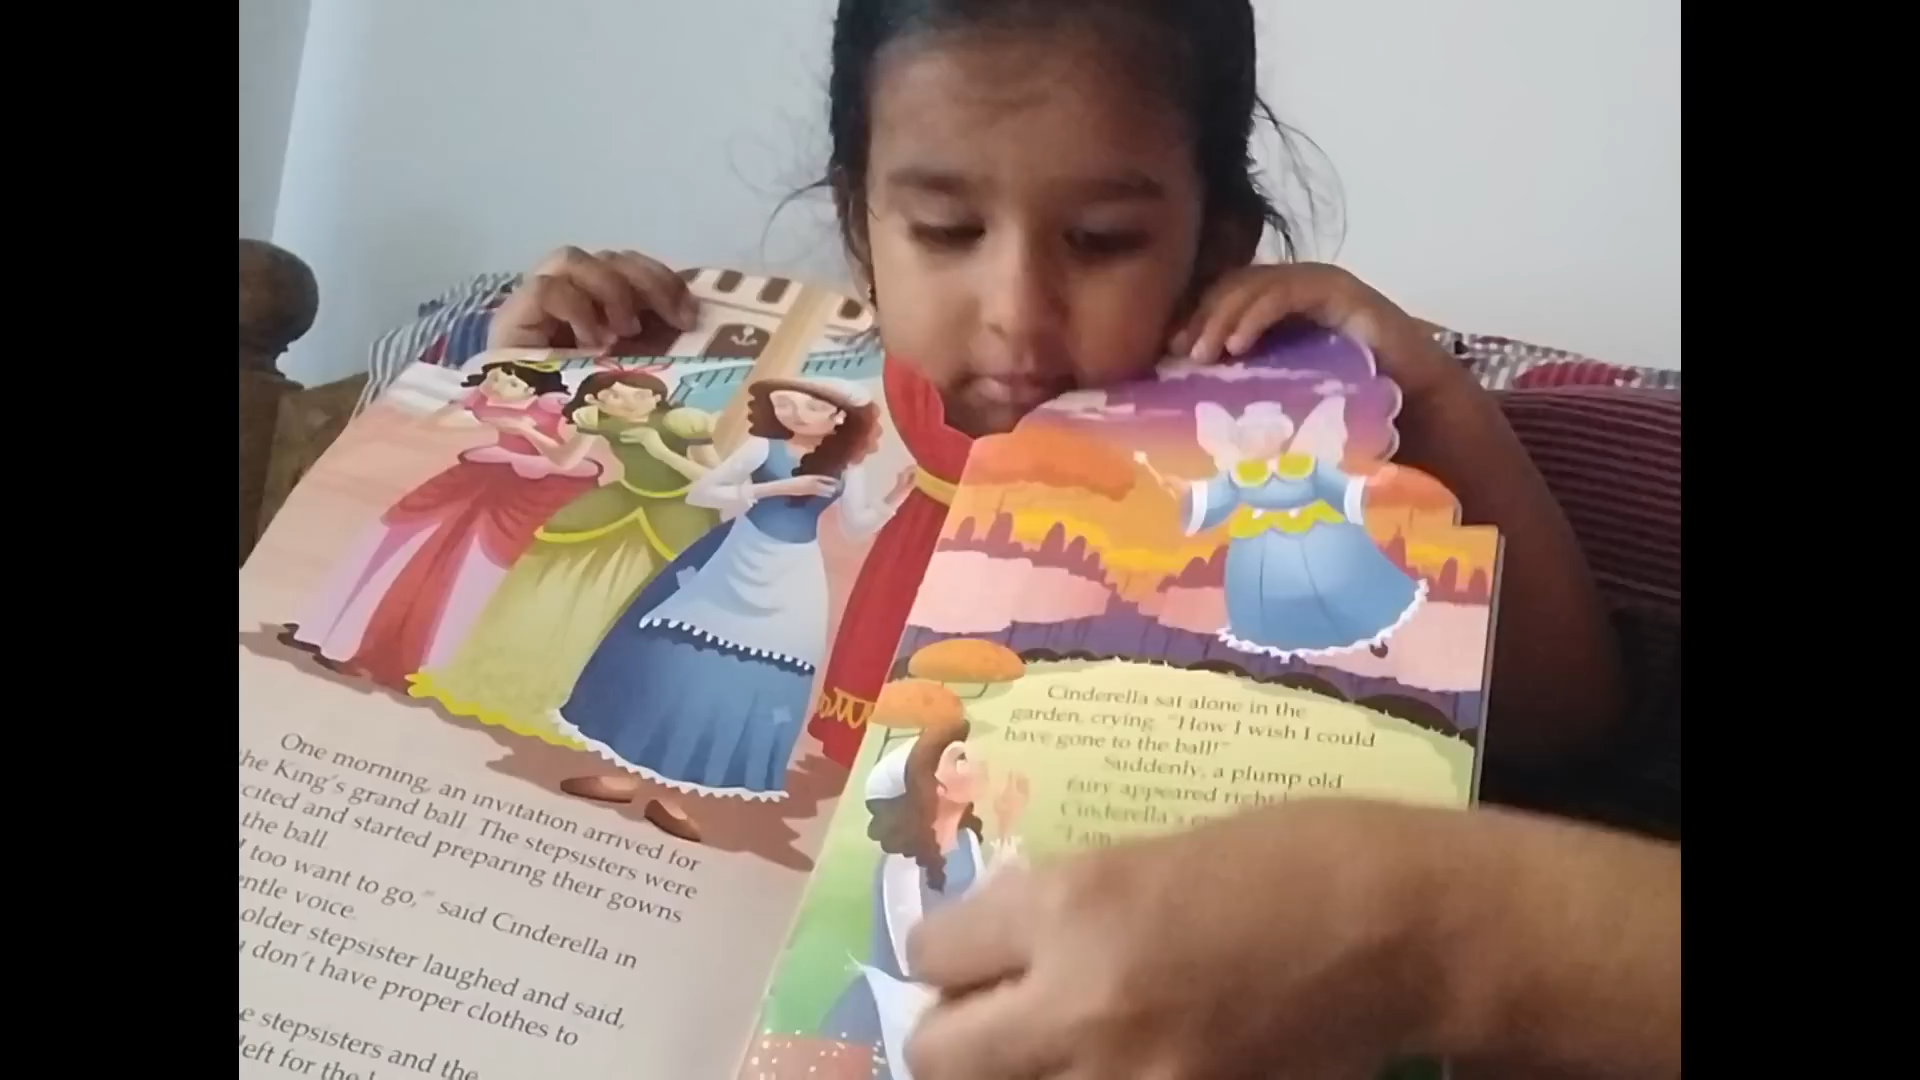 One morning, an invitation arrived for
the King's grand ball. The stepsisters were
cited and started preparing their gowns
the ball.
too want to go," said Cinderella in
entle voice.
older stepsister laughed and said,
don't have proper clothes to
e stepsisters and the
left for the
Cinderella sat alone in the
garden, crying. "How I wish I could
have gone to the ball!"
Suddenly, a plump old
fairy appeared right
Cinderella's
"I am